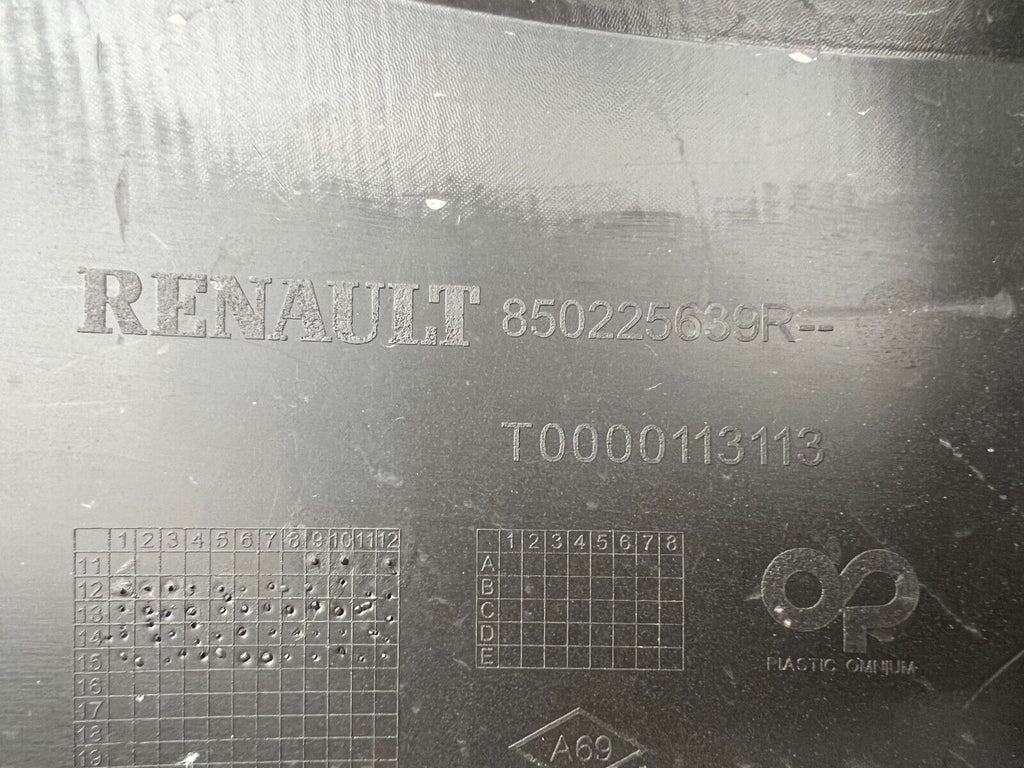 RENAULT 850225639R--
T0000113113
1 2 3 4 5 6 7 8 9 10 11 12
11
12
13
14
15
16
17
18
19
1 2 3 4 5 6 7 8
A
B
C
D
E
OP
PLASTIC OMNIUM
A69